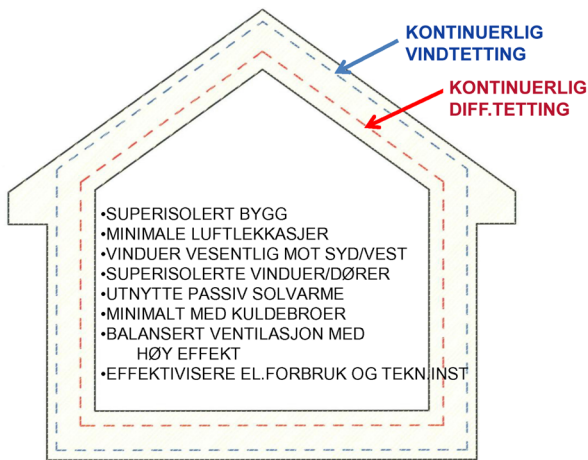 KONTINUERLIG
VINDTETTING
KONTINUERLIG
DIFF.TETTING
•SUPERISOLERT BYGG
•MINIMALE LUFTLEKKASJER
•VINDUER VESENTLIG MOT SYD/VEST
•SUPERISOLERTE VINDUER/DØRER
•UTNYTTE PASSIV SOLVARME
•MINIMALT MED KULDEBROER
•BALANSERT VENTILASJON MED
HØY EFFEKT
•EFFEKTIVISERE EL.FORBRUK OG TEKN.INST